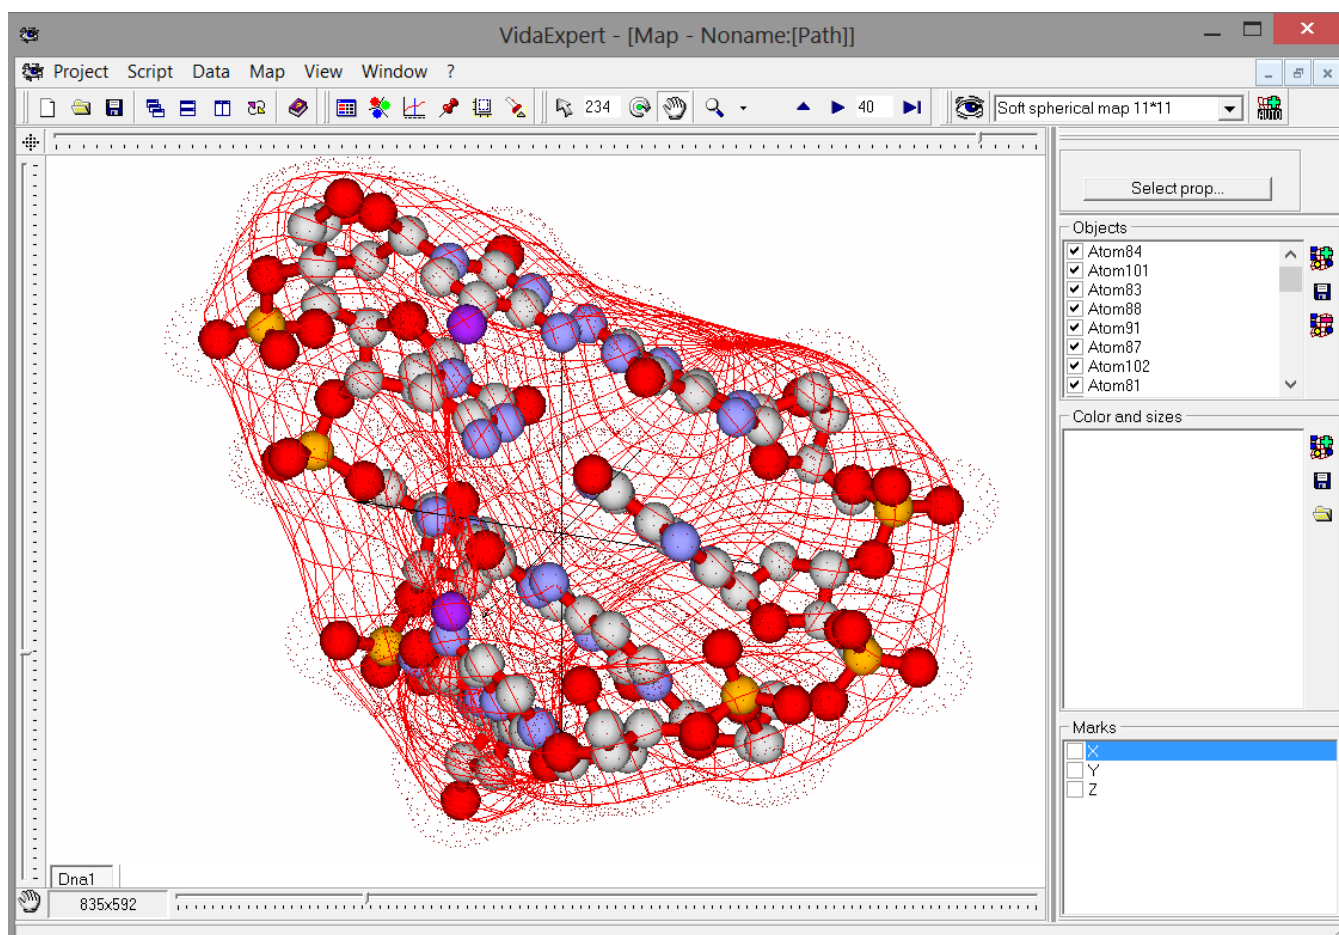 VidaExpert - [Map - Noname:[Path]]
Project Script Data Map View Window ?
234 40 Soft spherical map 11*11
Select prop...
Objects
Atom84
Atom101
Atom83
Atom88
Atom91
Atom87
Atom102
Atom81
Color and sizes
Marks
X
Y
Z
Dna1
835x592